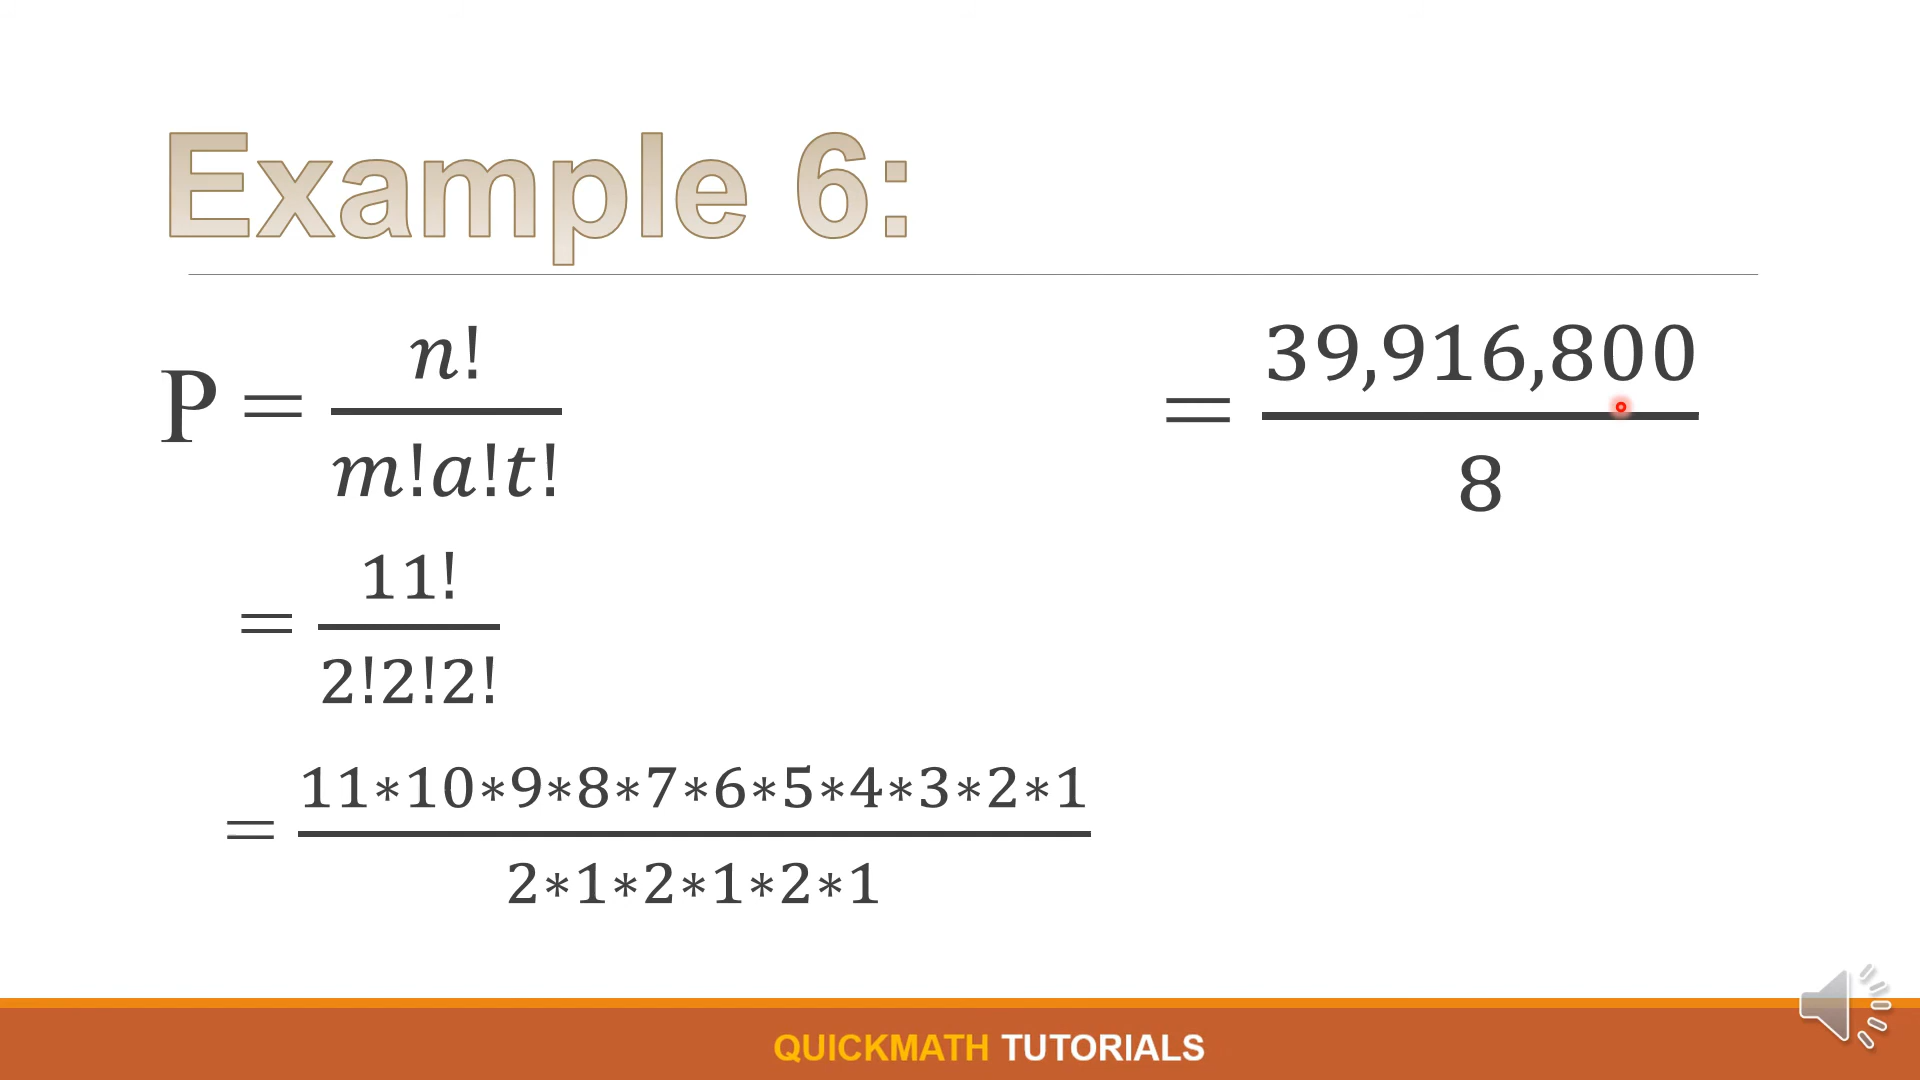 Example 6:
P = n!/m!a!t!
= 11!/2!2!2!
= 11*10*9*8*7*6*5*4*3*2*1/2*1*2*1*2*1
= 39,916,800/8
QUICKMATH TUTORIALS